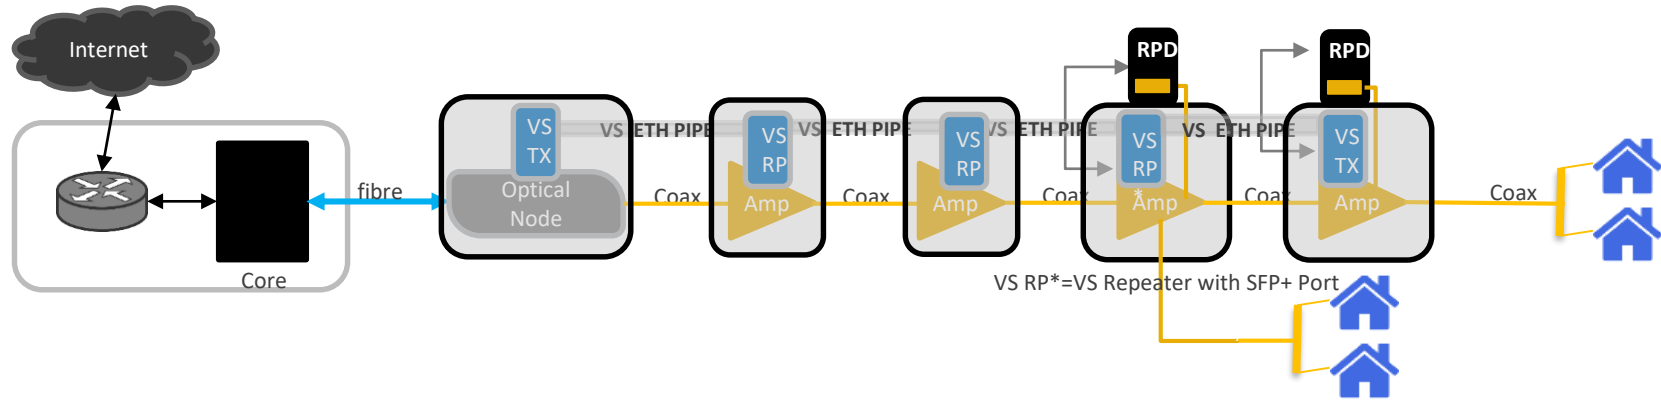 Internet
RPD
RPD
VS
TX
VS ETH PIPE
VS
RP
VS ETH PIPE
VS
RP
VS ETH PIPE
VS
RP
*
VS ETH PIPE
VS
TX
fibre
Optical
Node
Coax
Amp
Coax
Amp
Coax
Amp
Coax
Amp
Coax
Core
VS RP*=VS Repeater with SFP+ Port